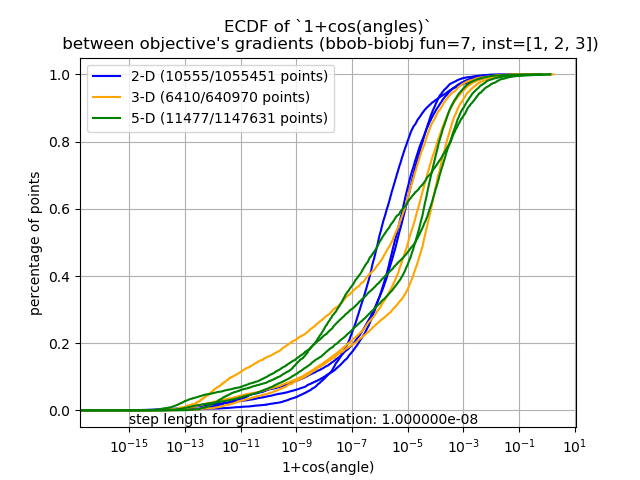 ECDF of `1+cos(angles)`
between objective's gradients (bbob-biobj fun=7, inst=[1, 2, 3])
percentage of points
1.0
0.8
0.6
0.4
0.2
0.0
2-D (10555/1055451 points)
3-D (6410/640970 points)
5-D (11477/1147631 points)
step length for gradient estimation: 1.000000e-08
10⁻¹⁵ 10⁻¹³ 10⁻¹¹ 10⁻⁹ 10⁻⁷ 10⁻⁵ 10⁻³ 10⁻¹ 10¹
1+cos(angle)